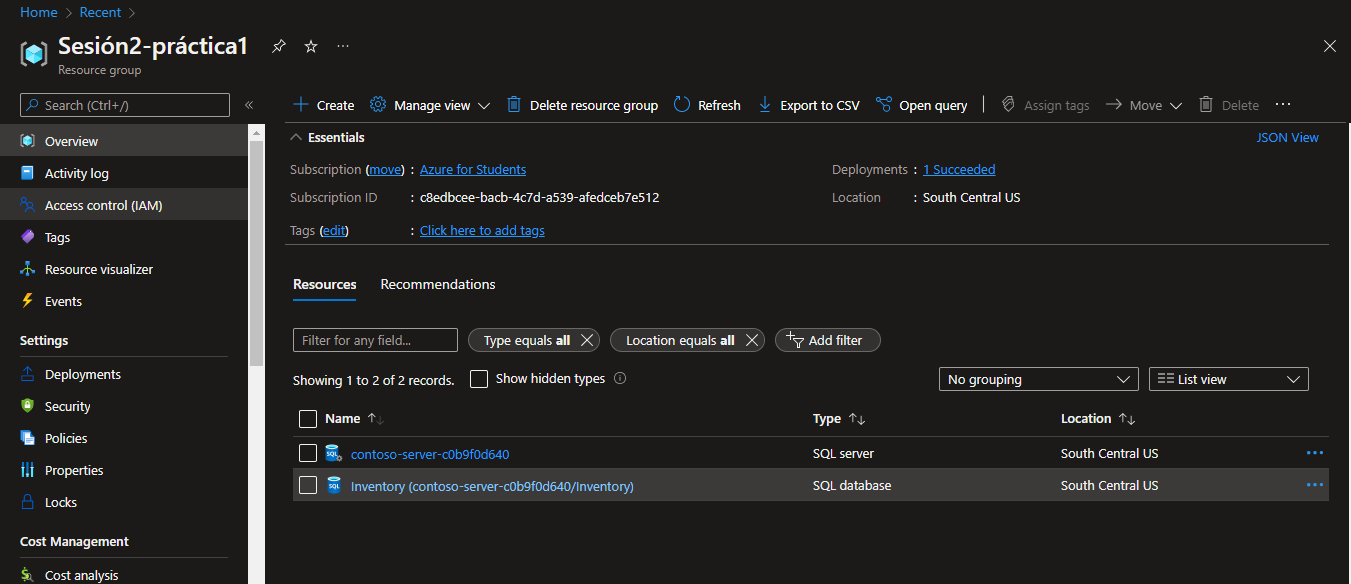 Home > Recent >
Sesión2-práctica1
Resource group
Search (Ctrl+/)
Overview
Activity log
Access control (IAM)
Tags
Resource visualizer
Events
Settings
Deployments
Security
Policies
Properties
Locks
Cost Management
Cost analysis
Create Manage view Delete resource group Refresh Export to CSV Open query Assign tags Move Delete ...
Essentials JSON View
Subscription (move) : Azure for Students Deployments : 1 Succeeded
Subscription ID : c8edbcee-bacb-4c7d-a539-afedceb7e512 Location : South Central US
Tags (edit) : Click here to add tags
Resources Recommendations
Filter for any field... Type equals all Location equals all Add filter
Showing 1 to 2 of 2 records. Show hidden types No grouping List view
Name Type Location
SQL contoso-server-c0b9f0d640 SQL server South Central US ...
SQL Inventory (contoso-server-c0b9f0d640/Inventory) SQL database South Central US ...